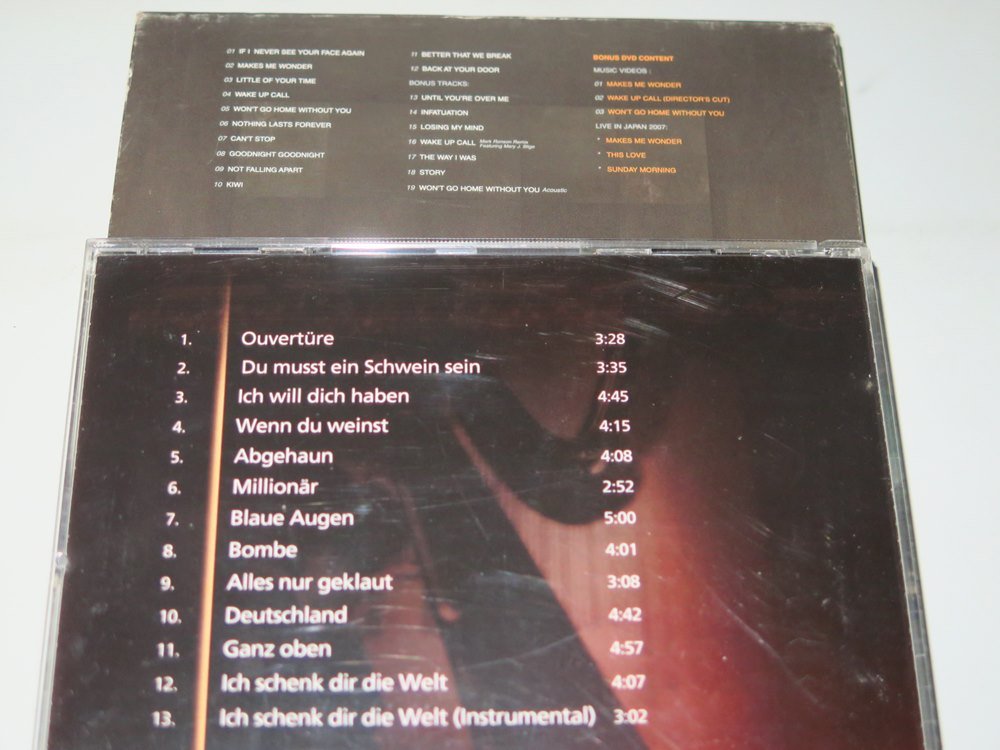 01 IF I NEVER SEE YOUR FACE AGAIN
02 MAKES ME WONDER
03 LITTLE OF YOUR TIME
04 WAKE UP CALL
05 WON'T GO HOME WITHOUT YOU
06 NOTHING LASTS FOREVER
07 CAN'T STOP
08 GOODNIGHT GOODNIGHT
09 NOT FALLING APART
10 KIWI
11 BETTER THAT WE BREAK
12 BACK AT YOUR DOOR
BONUS TRACKS:
13 UNTIL YOU'RE OVER ME
14 INFATUATION
15 LOSING MY MIND
16 WAKE UP CALL Mark Ronson Remix
Featuring Mary J. Blige
17 THE WAY I WAS
18 STORY
19 WON'T GO HOME WITHOUT YOU Acoustic
BONUS DVD CONTENT
MUSIC VIDEOS :
01 MAKES ME WONDER
02 WAKE UP CALL (DIRECTOR'S CUT)
03 WON'T GO HOME WITHOUT YOU
LIVE IN JAPAN 2007:
* MAKES ME WONDER
* THIS LOVE
* SUNDAY MORNING
1. Ouvertüre 3:28
2. Du musst ein Schwein sein 3:35
3. Ich will dich haben 4:45
4. Wenn du weinst 4:15
5. Abgehaun 4:08
6. Millionär 2:52
7. Blaue Augen 5:00
8. Bombe 4:01
9. Alles nur geklaut 3:08
10. Deutschland 4:42
11. Ganz oben 4:57
12. Ich schenk dir die Welt 4:07
13. Ich schenk dir die Welt (Instrumental) 3:02